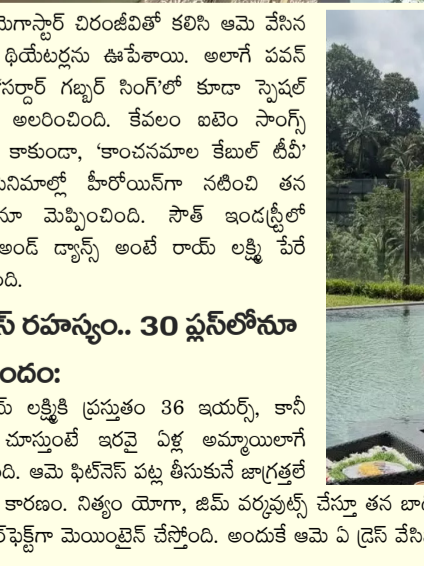 మెగాస్టార్ చిరంజీవితో కలిసి ఆమె వేసిన
థియేటర్లను ఊపేశాయి. అలాగే పవన్
'సర్దార్ గబ్బర్ సింగ్'లో కూడా స్పెషల్
అలరించింది. కేవలం ఐటెం సాంగ్స్
కాకుండా, 'కాంచనమాల కేబుల్ టీవీ'
సినిమాల్లో హీరోయిన్‌గా నటించి తన
మెప్పించింది. సౌత్ ఇండస్ట్రీలో
అండ్ డ్యాన్స్ అంటే రాయ్ లక్ష్మి పేరే
రహస్యం.. 30 ప్లస్‌లోనూ
లక్ష్మికి ప్రస్తుతం 36 ఇయర్స్, కానీ
చూస్తుంటే ఇరవై ఏళ్ల అమ్మాయిలాగే
ఆమె ఫిట్‌నెస్ పట్ల తీసుకునే జాగ్రత్తలే
కారణం. నిత్యం యోగా, జిమ్ వర్కవుట్స్ చేస్తూ తన
మెయింటైన్ చేస్తోంది. అందుకే ఆమె ఏ డ్రెస్